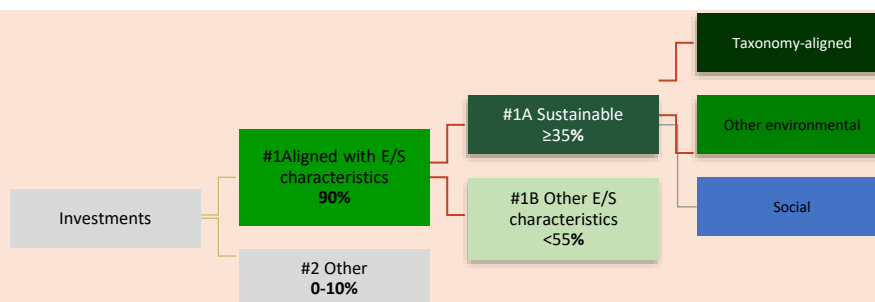 Taxonomy-aligned
#1A Sustainable
≥35%
Other environmental
#1Aligned with E/S
characteristics
90%
#1B Other E/S
characteristics
<55%
Social
Investments
#2 Other
0-10%